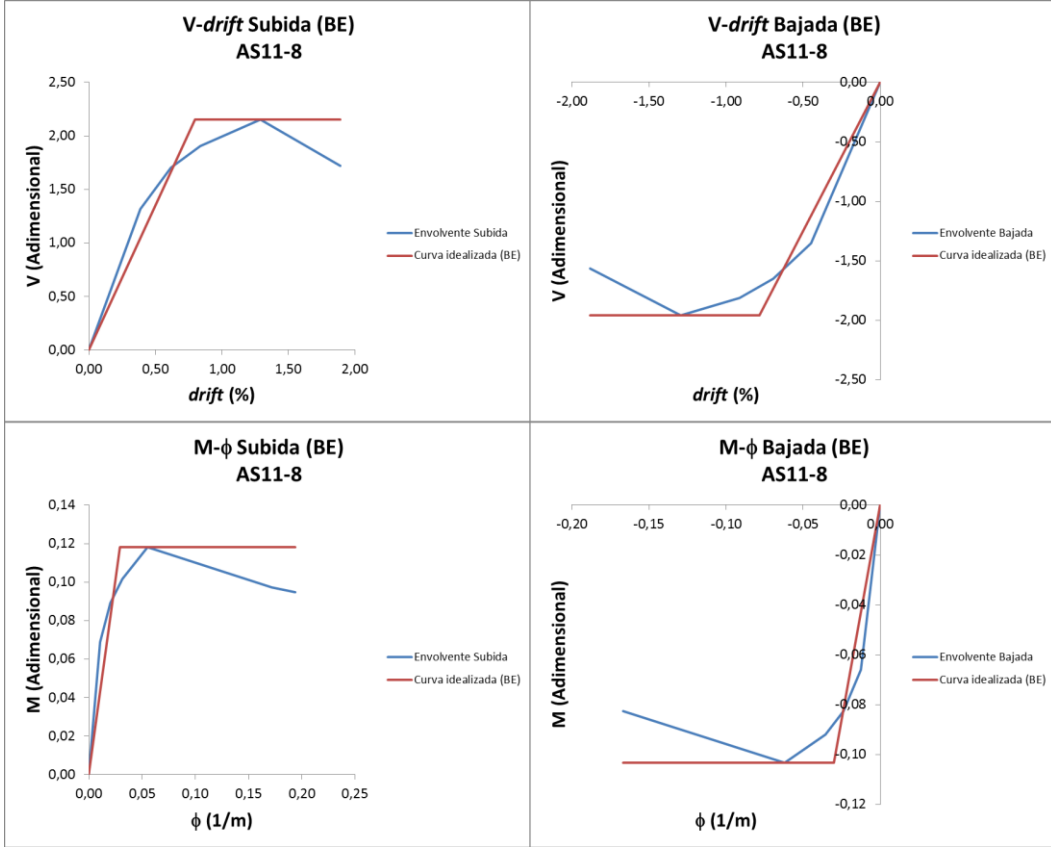 V-drift Subida (BE)
AS11-8
2,50
2,00
1,50
1,00
0,50
0,00
V (Adimensional)
0,00 0,50 1,00 1,50 2,00
drift (%)
Envolvente Subida
Curva idealizada (BE)
V-drift Bajada (BE)
AS11-8
-2,00 -1,50 -1,00 -0,50 0,00
0,00
-0,50
-1,00
-1,50
-2,00
-2,50
V (Adimensional)
drift (%)
Envolvente Bajada
Curva idealizada (BE)
M-ϕ Subida (BE)
AS11-8
0,14
0,12
0,10
0,08
0,06
0,04
0,02
0,00
M (Adimensional)
0,00 0,05 0,10 0,15 0,20 0,25
ϕ (1/m)
Envolvente Subida
Curva idealizada (BE)
M-ϕ Bajada (BE)
AS11-8
-0,20 -0,15 -0,10 -0,05 0,00
0,00
-0,02
-0,04
-0,06
-0,08
-0,10
-0,12
M (Adimensional)
ϕ (1/m)
Envolvente Bajada
Curva idealizada (BE)